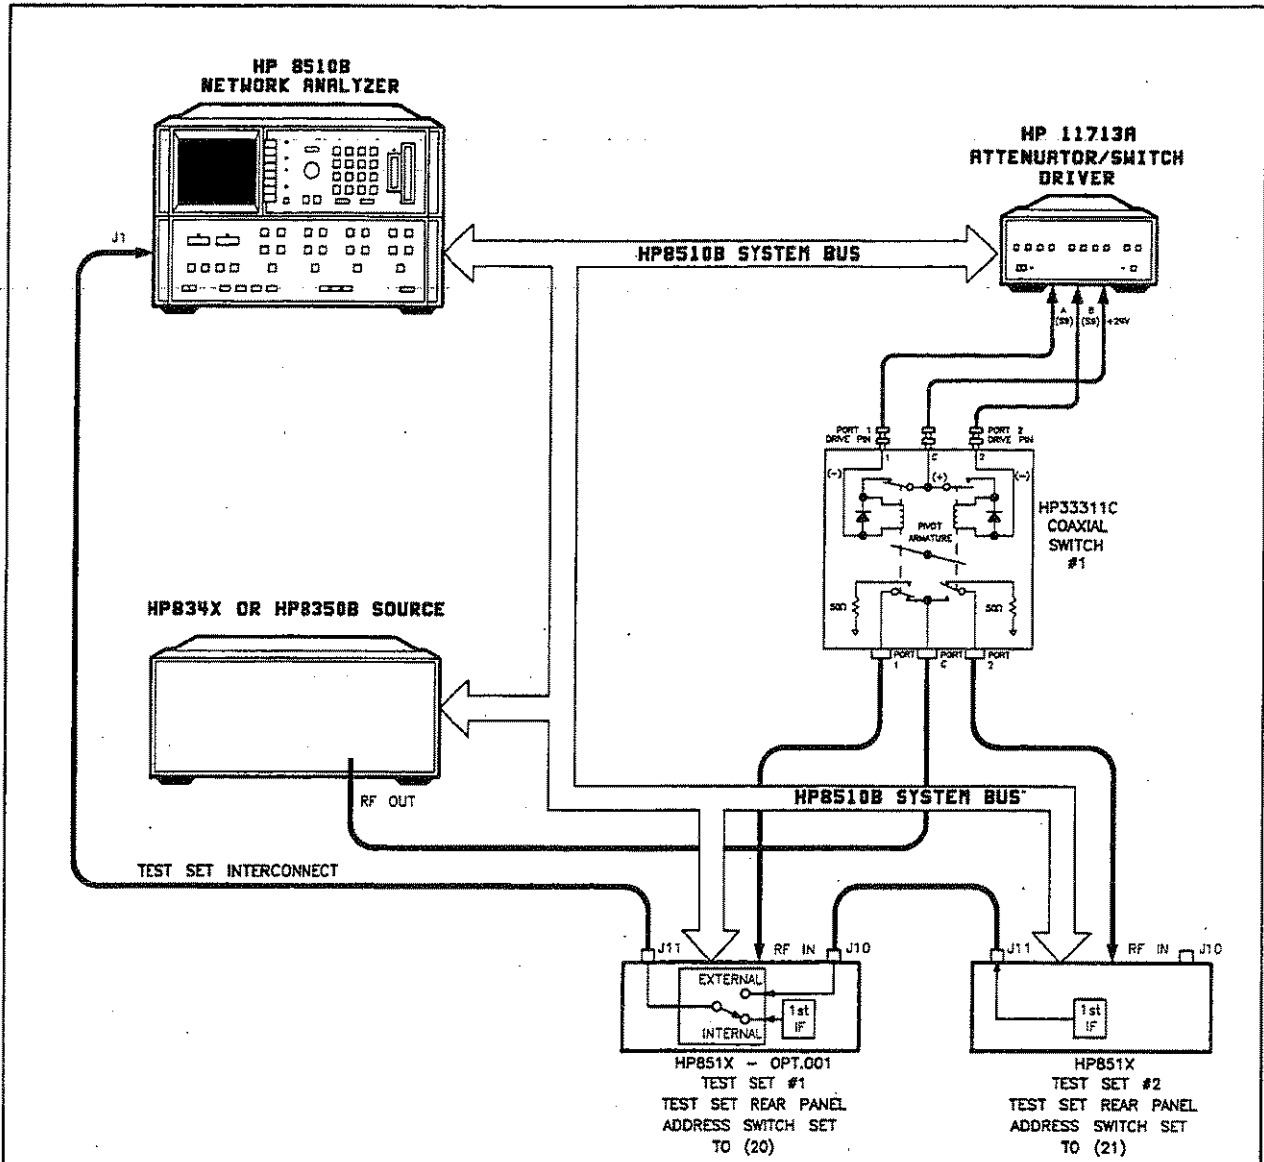 HP 8510B
NETWORK ANALYZER
HP 11713A
ATTENUATOR/SWITCH
DRIVER
J1
HP8510B SYSTEM BUS
A
(S9)
B
(S9)
+24V
PORT 1
DRIVE PIN
PORT 2
DRIVE PIN
1
C
2
(-)
(+)
(-)
HP33311C
COAXIAL
SWITCH
#1
PIVOT
ARMATURE
50Ω
50Ω
PORT
1
PORT
C
PORT
2
HP834X OR HP8350B SOURCE
RF OUT
HP8510B SYSTEM BUS
TEST SET INTERCONNECT
J11
RF IN
J10
J11
RF IN
J10
EXTERNAL
INTERNAL
1st
IF
1st
IF
HP851X - OPT.001
TEST SET #1
TEST SET REAR PANEL
ADDRESS SWITCH SET
TO (20)
HP851X
TEST SET #2
TEST SET REAR PANEL
ADDRESS SWITCH SET
TO (21)